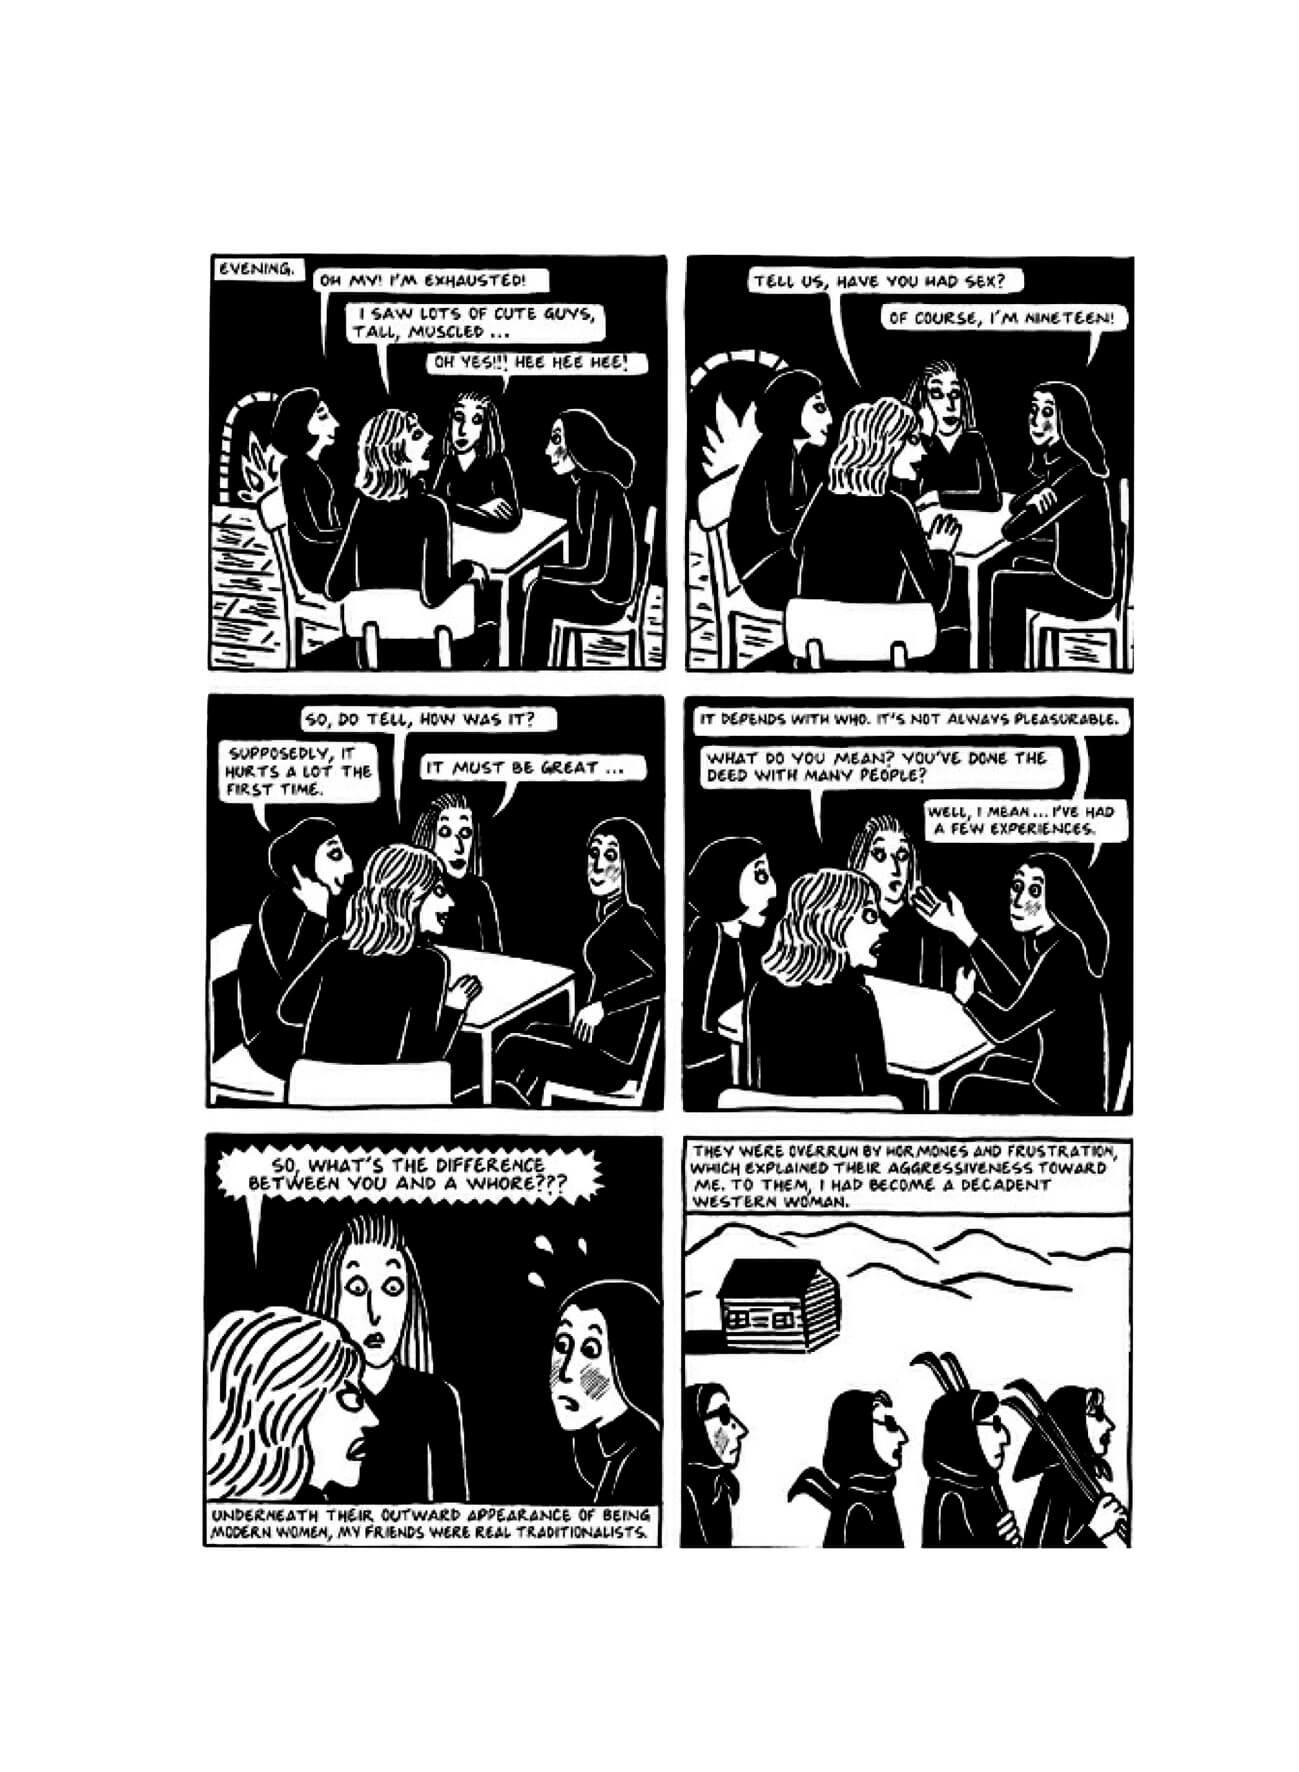 EVENING.
OH MY! I'M EXHAUSTED!
I SAW LOTS OF CUTE GUYS,
TALL, MUSCLED ...
OH YES!!! HEE HEE HEE!
TELL US, HAVE YOU HAD SEX?
OF COURSE, I'M NINETEEN!
SO, DO TELL, HOW WAS IT?
SUPPOSEDLY, IT
HURTS A LOT THE
FIRST TIME.
IT MUST BE GREAT ...
IT DEPENDS WITH WHO. IT'S NOT ALWAYS PLEASURABLE.
WHAT DO YOU MEAN? YOU'VE DONE THE
DEED WITH MANY PEOPLE?
WELL, I MEAN ... I'VE HAD
A FEW EXPERIENCES.
SO, WHAT'S THE DIFFERENCE
BETWEEN YOU AND A WHORE???
UNDERNEATH THEIR OUTWARD APPEARANCE OF BEING
MODERN WOMEN, MY FRIENDS WERE REAL TRADITIONALISTS.
THEY WERE OVERRUN BY HORMONES AND FRUSTRATION,
WHICH EXPLAINED THEIR AGGRESSIVENESS TOWARD
ME. TO THEM, I HAD BECOME A DECADENT
WESTERN WOMAN.